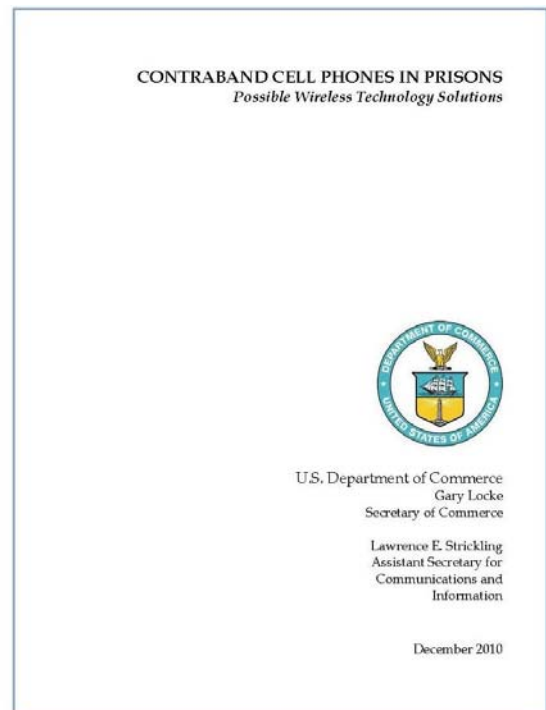 CONTRABAND CELL PHONES IN PRISONS
Possible Wireless Technology Solutions
DEPARTMENT OF COMMERCE
UNITED STATES OF AMERICA
U.S. Department of Commerce
Gary Locke
Secretary of Commerce
Lawrence E. Strickling
Assistant Secretary for
Communications and
Information
December 2010